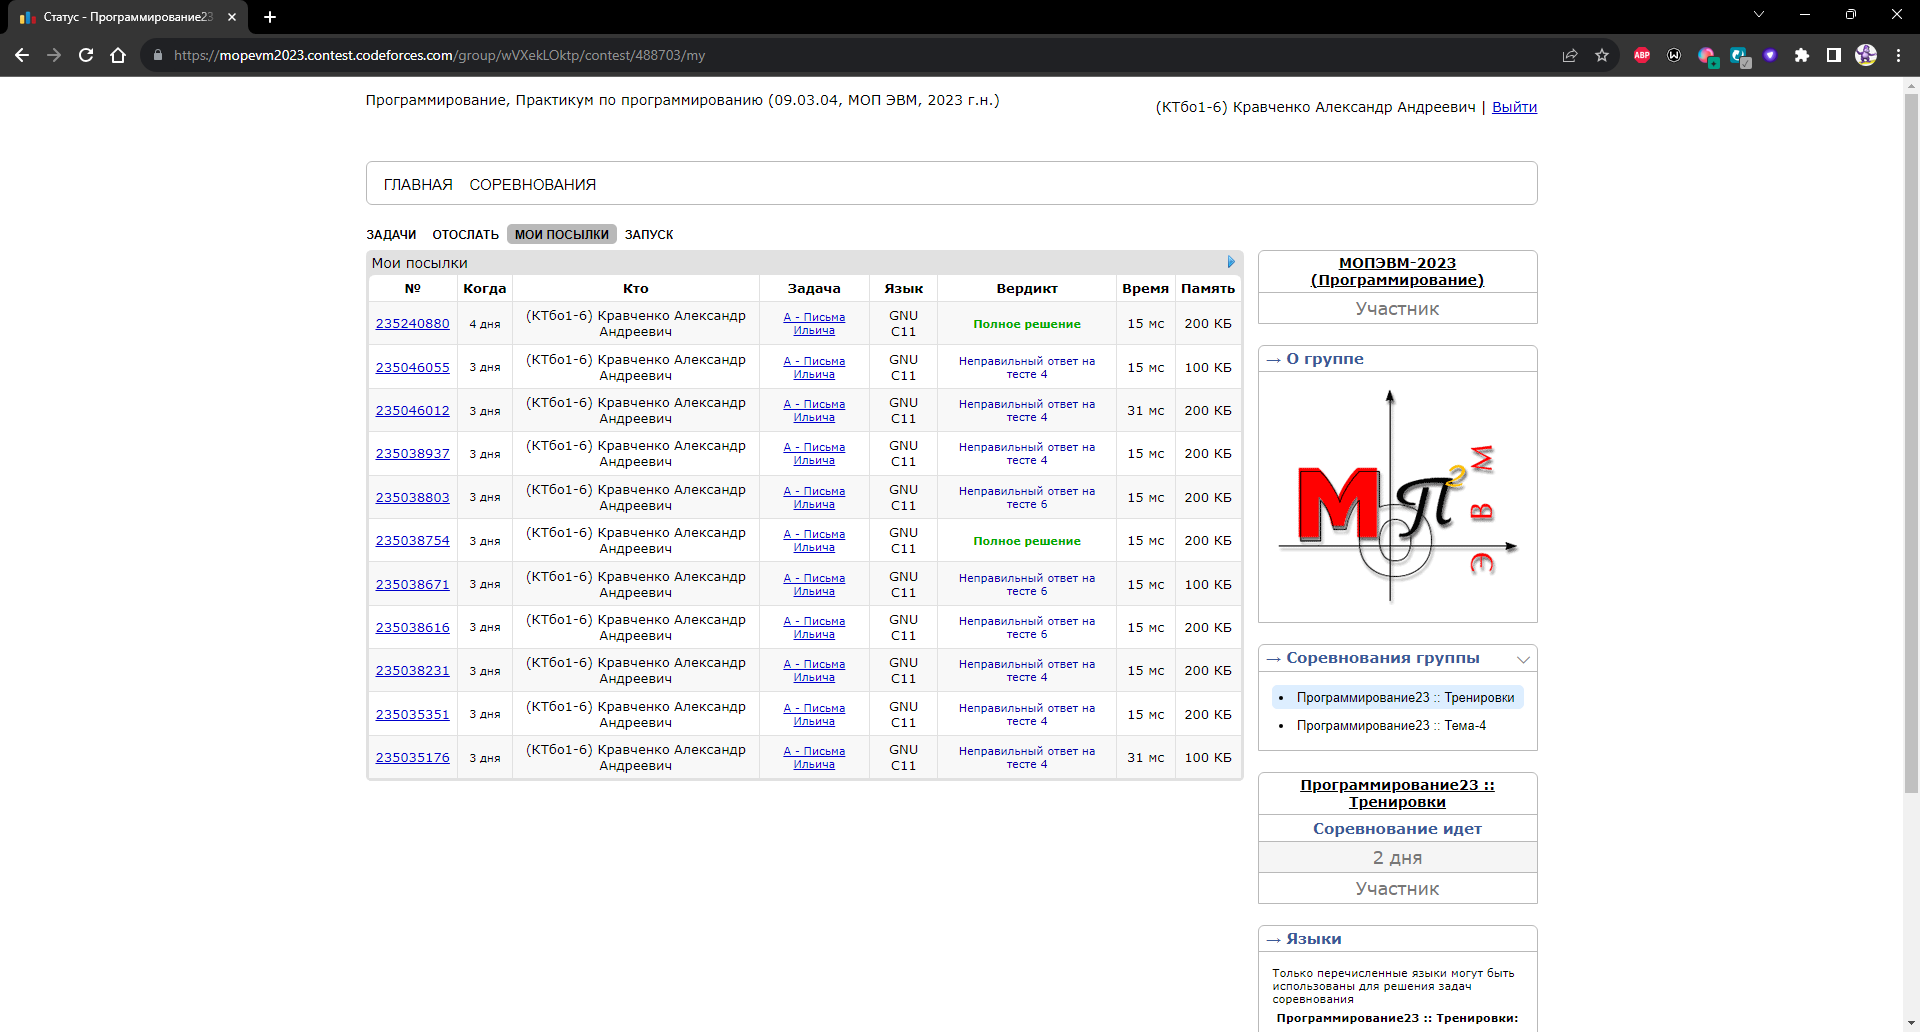 Статус - Программирование23
https://mopevm2023.contest.codeforces.com/group/wVXekLOktp/contest/488703/my
ABP
Программирование, Практикум по программированию (09.03.04, МОП ЭВМ, 2023 г.н.)
(КТбо1-6) Кравченко Александр Андреевич | Выйти
ГЛАВНАЯ СОРЕВНОВАНИЯ
ЗАДАЧИ ОТОСЛАТЬ МОИ ПОСЫЛКИ ЗАПУСК
Мои посылки
№ Когда Кто Задача Язык Вердикт Время Память
235240880 4 дня (КТбо1-6) Кравченко Александр Андреевич A - Письма Ильича GNU C11 Полное решение 15 мс 200 КБ
235046055 3 дня (КТбо1-6) Кравченко Александр Андреевич A - Письма Ильича GNU C11 Неправильный ответ на тесте 4 15 мс 100 КБ
235046012 3 дня (КТбо1-6) Кравченко Александр Андреевич A - Письма Ильича GNU C11 Неправильный ответ на тесте 4 31 мс 200 КБ
235038937 3 дня (КТбо1-6) Кравченко Александр Андреевич A - Письма Ильича GNU C11 Неправильный ответ на тесте 4 15 мс 200 КБ
235038803 3 дня (КТбо1-6) Кравченко Александр Андреевич A - Письма Ильича GNU C11 Неправильный ответ на тесте 6 15 мс 200 КБ
235038754 3 дня (КТбо1-6) Кравченко Александр Андреевич A - Письма Ильича GNU C11 Полное решение 15 мс 200 КБ
235038671 3 дня (КТбо1-6) Кравченко Александр Андреевич A - Письма Ильича GNU C11 Неправильный ответ на тесте 6 15 мс 100 КБ
235038616 3 дня (КТбо1-6) Кравченко Александр Андреевич A - Письма Ильича GNU C11 Неправильный ответ на тесте 6 15 мс 200 КБ
235038231 3 дня (КТбо1-6) Кравченко Александр Андреевич A - Письма Ильича GNU C11 Неправильный ответ на тесте 4 15 мс 200 КБ
235035351 3 дня (КТбо1-6) Кравченко Александр Андреевич A - Письма Ильича GNU C11 Неправильный ответ на тесте 4 15 мс 200 КБ
235035176 3 дня (КТбо1-6) Кравченко Александр Андреевич A - Письма Ильича GNU C11 Неправильный ответ на тесте 4 31 мс 100 КБ
МОПЭВМ-2023
(Программирование)
Участник
→ О группе
М П 2
Э В М
→ Соревнования группы
Программирование23 :: Тренировки
Программирование23 :: Тема-4
Программирование23 ::
Тренировки
Соревнование идет
2 дня
Участник
→ Языки
Только перечисленные языки могут быть
использованы для решения задач
соревнования
Программирование23 :: Тренировки: